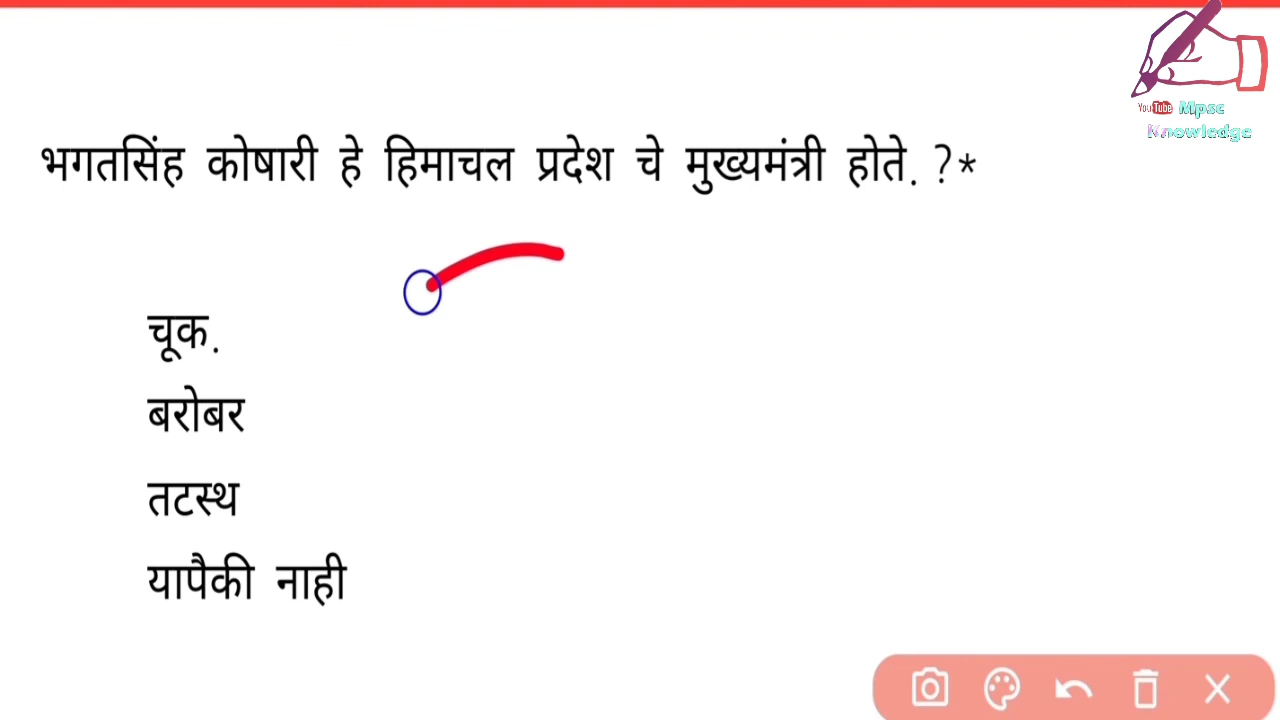 YouTube Mpsc
Knowledge
भगतसिंह कोषारी हे हिमाचल प्रदेश चे मुख्यमंत्री होते. ?*
चूक.
बरोबर
तटस्थ
यापैकी नाही